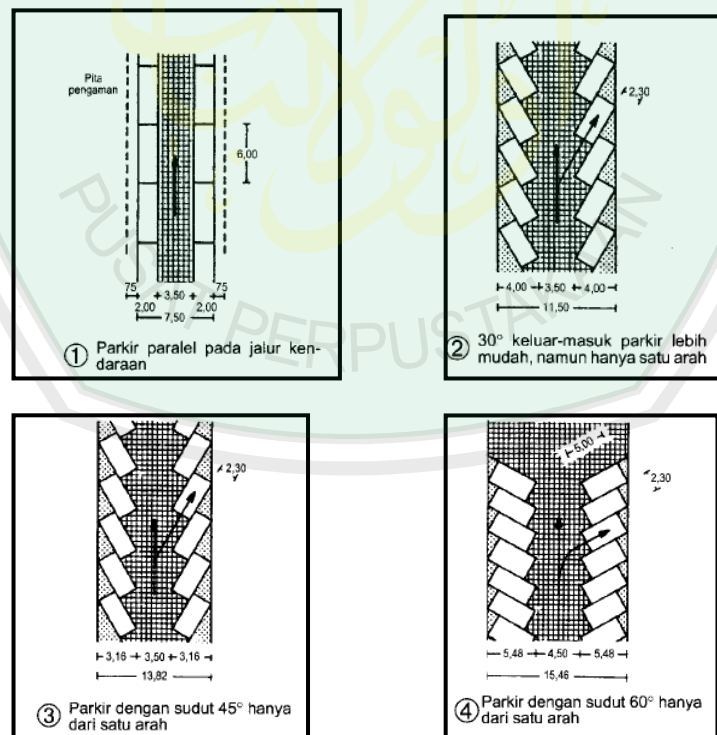 Pita
pengaman
6,00
75 3,50 75
2,00 2,00
7,50
① Parkir paralel pada jalur ken-
daraan
2,30
4,00 3,50 4,00
11,50
② 30° keluar-masuk parkir lebih
mudah, namun hanya satu arah
2,30
3,16 3,50 3,16
13,82
③ Parkir dengan sudut 45° hanya
dari satu arah
5,00
2,30
5,48 4,50 5,48
15,46
④ Parkir dengan sudut 60° hanya
dari satu arah
PUSAT PERPUSTAKAAN